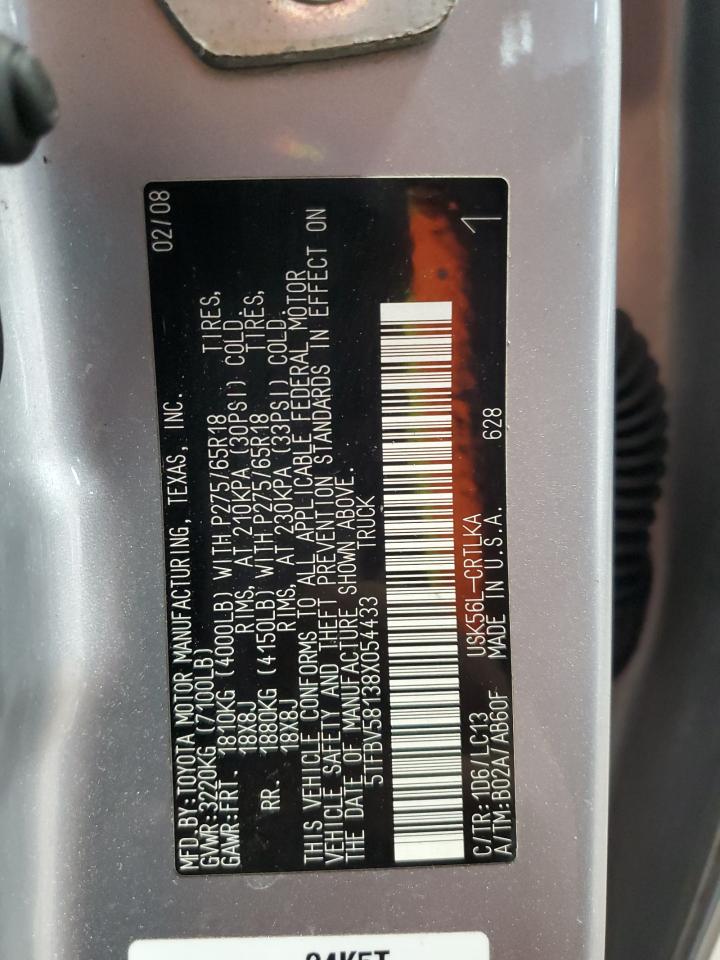 MFD.BY:TOYOTA MOTOR MANUFACTURING, TEXAS, INC. 02/08
GVWR:3220KG (7100LB)
GAWR:FRT. 1810KG (4000LB) WITH P275/65R18 TIRES,
18X8J RIMS, AT 210KPA (30PSI) COLD.
RR. 1880KG (4150LB) WITH P275/65R18 TIRES,
18X8J RIMS, AT 230KPA (33PSI) COLD.
THIS VEHICLE CONFORMS TO ALL APPLICABLE FEDERAL MOTOR
VEHICLE SAFETY AND THEFT PREVENTION STANDARDS IN EFFECT ON
THE DATE OF MANUFACTURE SHOWN ABOVE.
5TFBV58138X054433 TRUCK
C/TR:1D6/LC13 USK56L-CRTLKA 1
A/TM:B02A/AB60F MADE IN U.S.A. 628